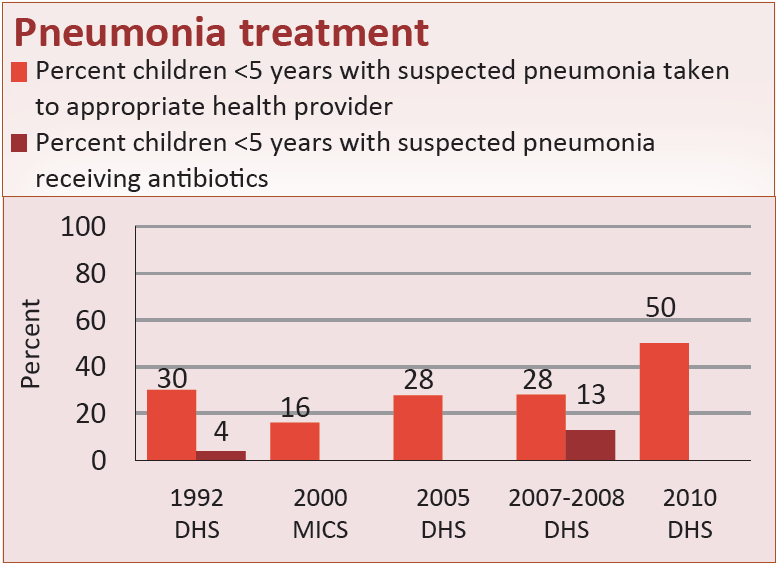 Pneumonia treatment
Percent children <5 years with suspected pneumonia taken
to appropriate health provider
Percent children <5 years with suspected pneumonia
receiving antibiotics
100
80
60
40
20
0
Percent
30
4
16
28
28
13
50
1992
DHS
2000
MICS
2005
DHS
2007-2008
DHS
2010
DHS